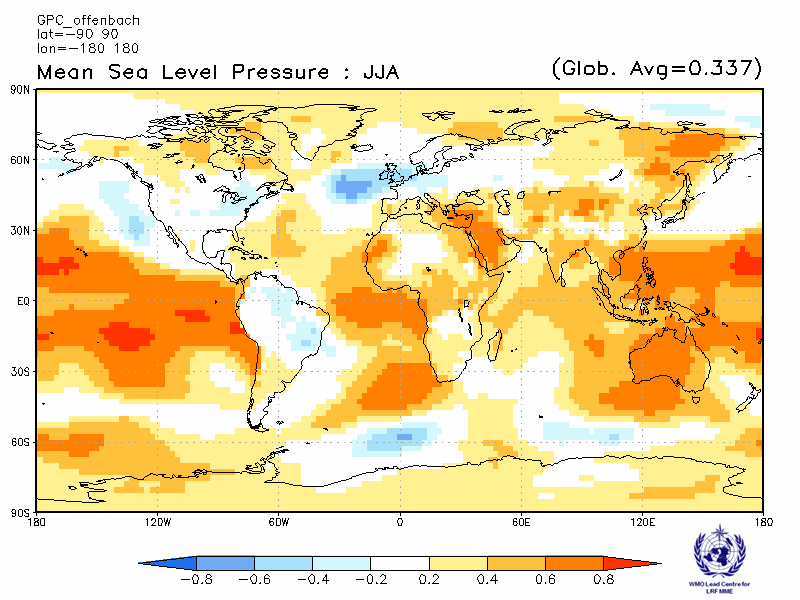 GPC_offenbach
lat=−90 90
lon=−180 180
Mean Sea Level Pressure : JJA
(Glob. Avg=0.337)
90N
60N
30N
EQ
30S
60S
90S
180 120W 60W 0 60E 120E 180
−0.8 −0.6 −0.4 −0.2 0.2 0.4 0.6 0.8
WMO Lead Centre for
LRF MME